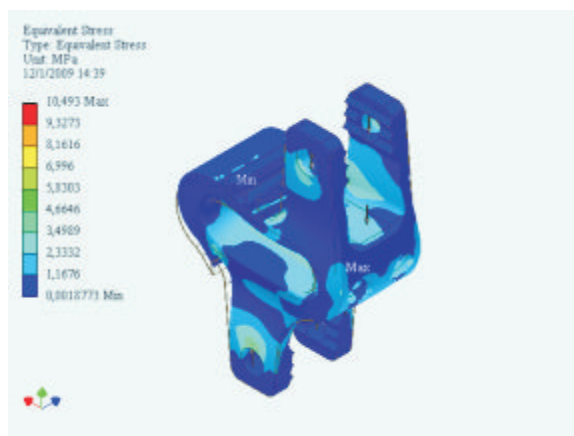 Equivalent Stress
Type: Equivalent Stress
Unit: MPa
12/1/2009 14:39
10,493 Max
9,3273
8,1616
6,996
5,8303
4,6646
3,4989
2,3332
1,1676
0,0018773 Min
Min
Max